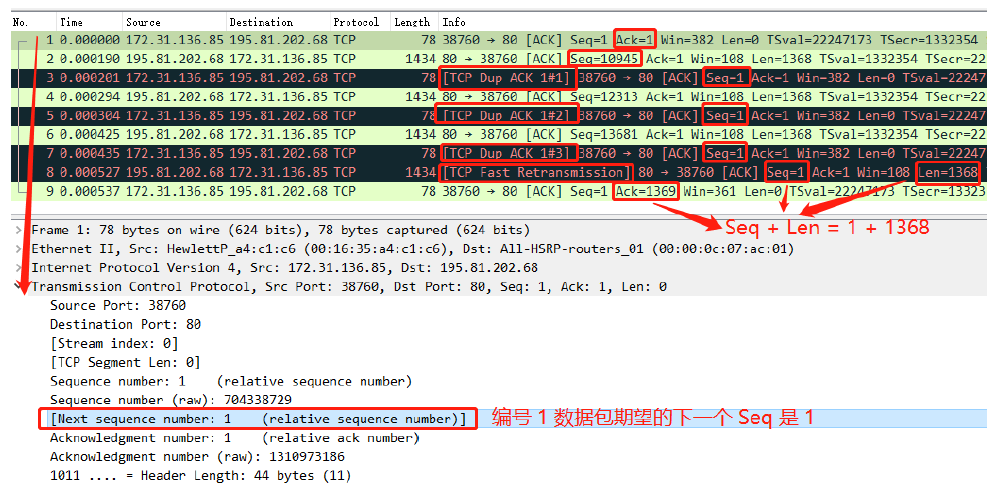 No. Time Source Destination Protocol Length Info
1 0.000000 172.31.136.85 195.81.202.68 TCP 78 38760 → 80 [ACK] Seq=1 Ack=1 Win=382 Len=0 TSval=22247173 TSecr=1332354
2 0.000190 195.81.202.68 172.31.136.85 TCP 1434 80 → 38760 [ACK] Seq=10945 Ack=1 Win=108 Len=1368 TSval=1332354 TSecr=22
3 0.000201 172.31.136.85 195.81.202.68 TCP 78 [TCP Dup ACK 1#1] 38760 → 80 [ACK] Seq=1 Ack=1 Win=382 Len=0 TSval=22247
4 0.000294 195.81.202.68 172.31.136.85 TCP 1434 80 → 38760 [ACK] Seq=12313 Ack=1 Win=108 Len=1368 TSval=1332354 TSecr=22
5 0.000304 172.31.136.85 195.81.202.68 TCP 78 [TCP Dup ACK 1#2] 38760 → 80 [ACK] Seq=1 Ack=1 Win=382 Len=0 TSval=22247
6 0.000425 195.81.202.68 172.31.136.85 TCP 1434 80 → 38760 [ACK] Seq=13681 Ack=1 Win=108 Len=1368 TSval=1332354 TSecr=22
7 0.000435 172.31.136.85 195.81.202.68 TCP 78 [TCP Dup ACK 1#3] 38760 → 80 [ACK] Seq=1 Ack=1 Win=382 Len=0 TSval=22247
8 0.000527 195.81.202.68 172.31.136.85 TCP 1434 [TCP Fast Retransmission] 80 → 38760 [ACK] Seq=1 Ack=1 Win=108 Len=1368
9 0.000537 172.31.136.85 195.81.202.68 TCP 78 38760 → 80 [ACK] Seq=1 Ack=1369 Win=361 Len=0 TSval=22247173 TSecr=13323
Seq + Len = 1 + 1368
Frame 1: 78 bytes on wire (624 bits), 78 bytes captured (624 bits)
Ethernet II, Src: HewlettP_a4:c1:c6 (00:16:35:a4:c1:c6), Dst: All-HSRP-routers_01 (00:00:0c:07:ac:01)
Internet Protocol Version 4, Src: 172.31.136.85, Dst: 195.81.202.68
Transmission Control Protocol, Src Port: 38760, Dst Port: 80, Seq: 1, Ack: 1, Len: 0
Source Port: 38760
Destination Port: 80
[Stream index: 0]
[TCP Segment Len: 0]
Sequence number: 1 (relative sequence number)
Sequence number (raw): 704338729
[Next sequence number: 1 (relative sequence number)] 编号 1 数据包期望的下一个 Seq 是 1
Acknowledgment number: 1 (relative ack number)
Acknowledgment number (raw): 1310973186
1011 .... = Header Length: 44 bytes (11)